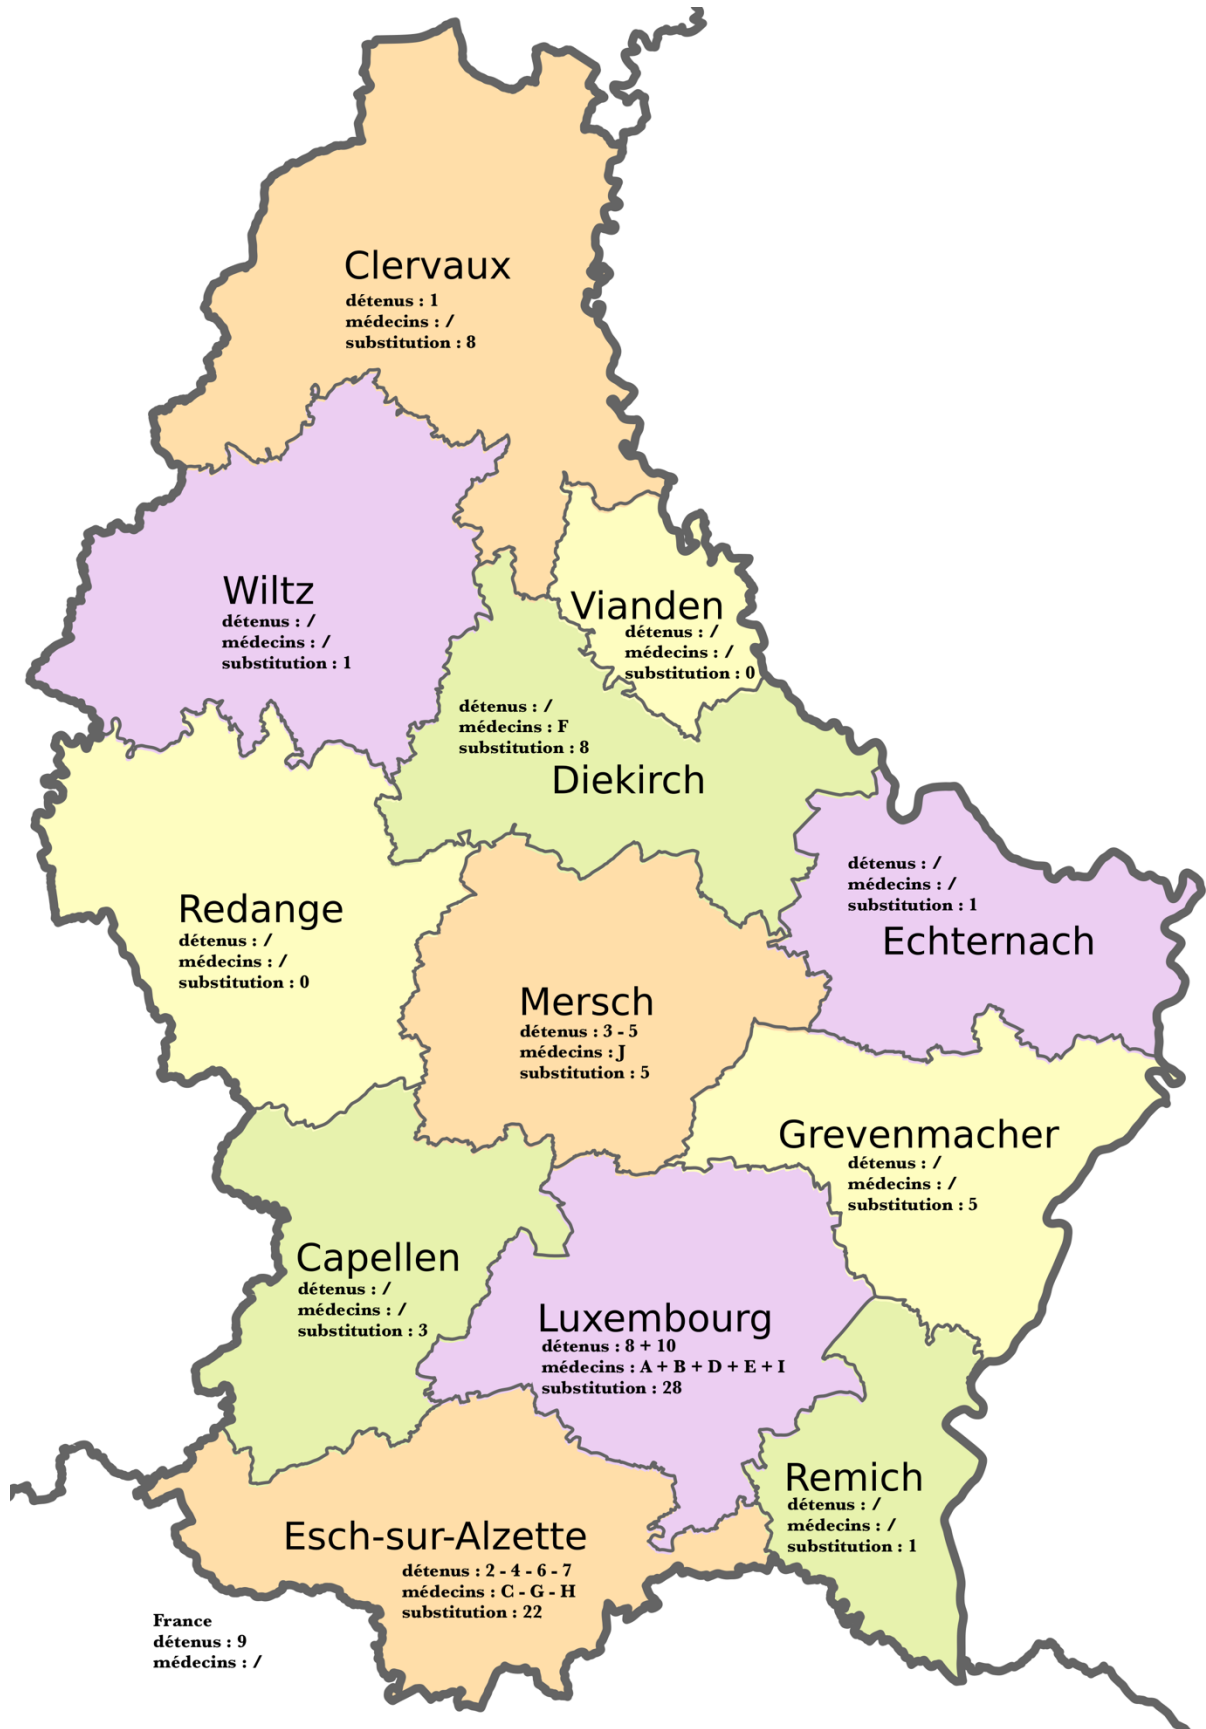 Clervaux
détenus : 1
médecins : /
substitution : 8
Wiltz
détenus : /
médecins : /
substitution : 1
Vianden
détenus : /
médecins : /
substitution : 0
détenus : /
médecins : F
substitution : 8
Diekirch
détenus : /
médecins : /
substitution : 1
Echternach
Redange
détenus : /
médecins : /
substitution : 0
Mersch
détenus : 3 - 5
médecins : J
substitution : 5
Grevenmacher
détenus : /
médecins : /
substitution : 5
Capellen
détenus : /
médecins : /
substitution : 3
Luxembourg
détenus : 8 + 10
médecins : A + B + D + E + I
substitution : 28
Remich
détenus : /
médecins : /
substitution : 1
Esch-sur-Alzette
détenus : 2 - 4 - 6 - 7
médecins : C - G - H
substitution : 22
France
détenus : 9
médecins : /